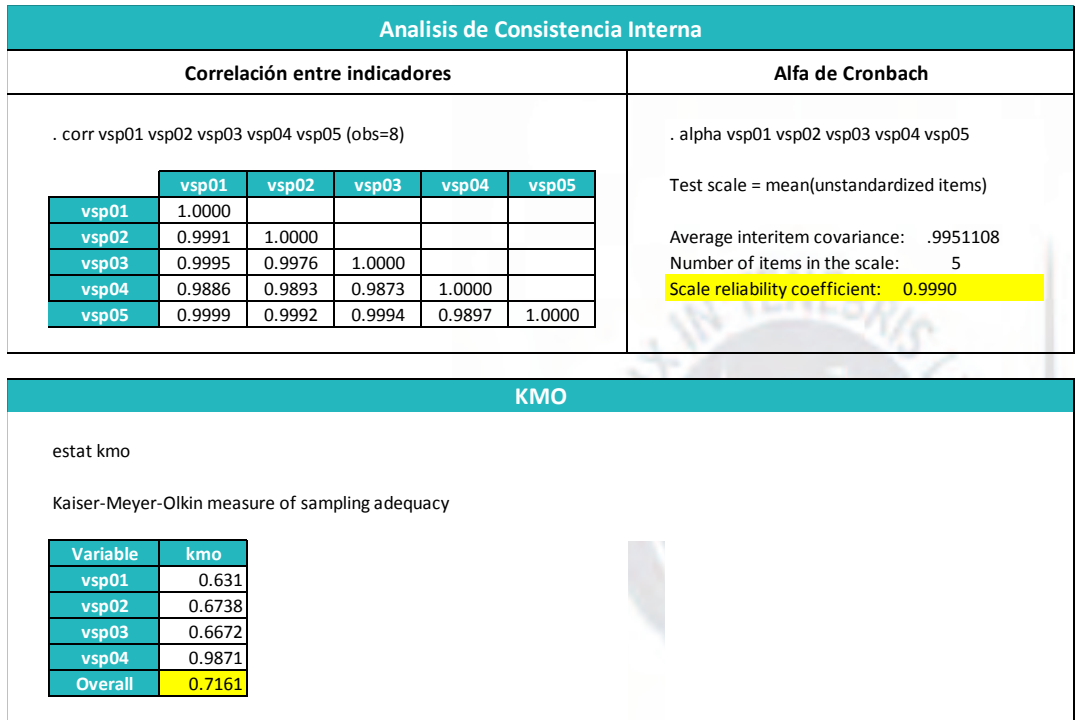 Analisis de Consistencia Interna
Correlación entre indicadores
Alfa de Cronbach
. corr vsp01 vsp02 vsp03 vsp04 vsp05 (obs=8)
vsp01 vsp02 vsp03 vsp04 vsp05
vsp01 1.0000
vsp02 0.9991 1.0000
vsp03 0.9995 0.9976 1.0000
vsp04 0.9886 0.9893 0.9873 1.0000
vsp05 0.9999 0.9992 0.9994 0.9897 1.0000
. alpha vsp01 vsp02 vsp03 vsp04 vsp05
Test scale = mean(unstandardized items)
Average interitem covariance: .9951108
Number of items in the scale: 5
Scale reliability coefficient: 0.9990
KMO
estat kmo
Kaiser-Meyer-Olkin measure of sampling adequacy
Variable kmo
vsp01 0.631
vsp02 0.6738
vsp03 0.6672
vsp04 0.9871
Overall 0.7161